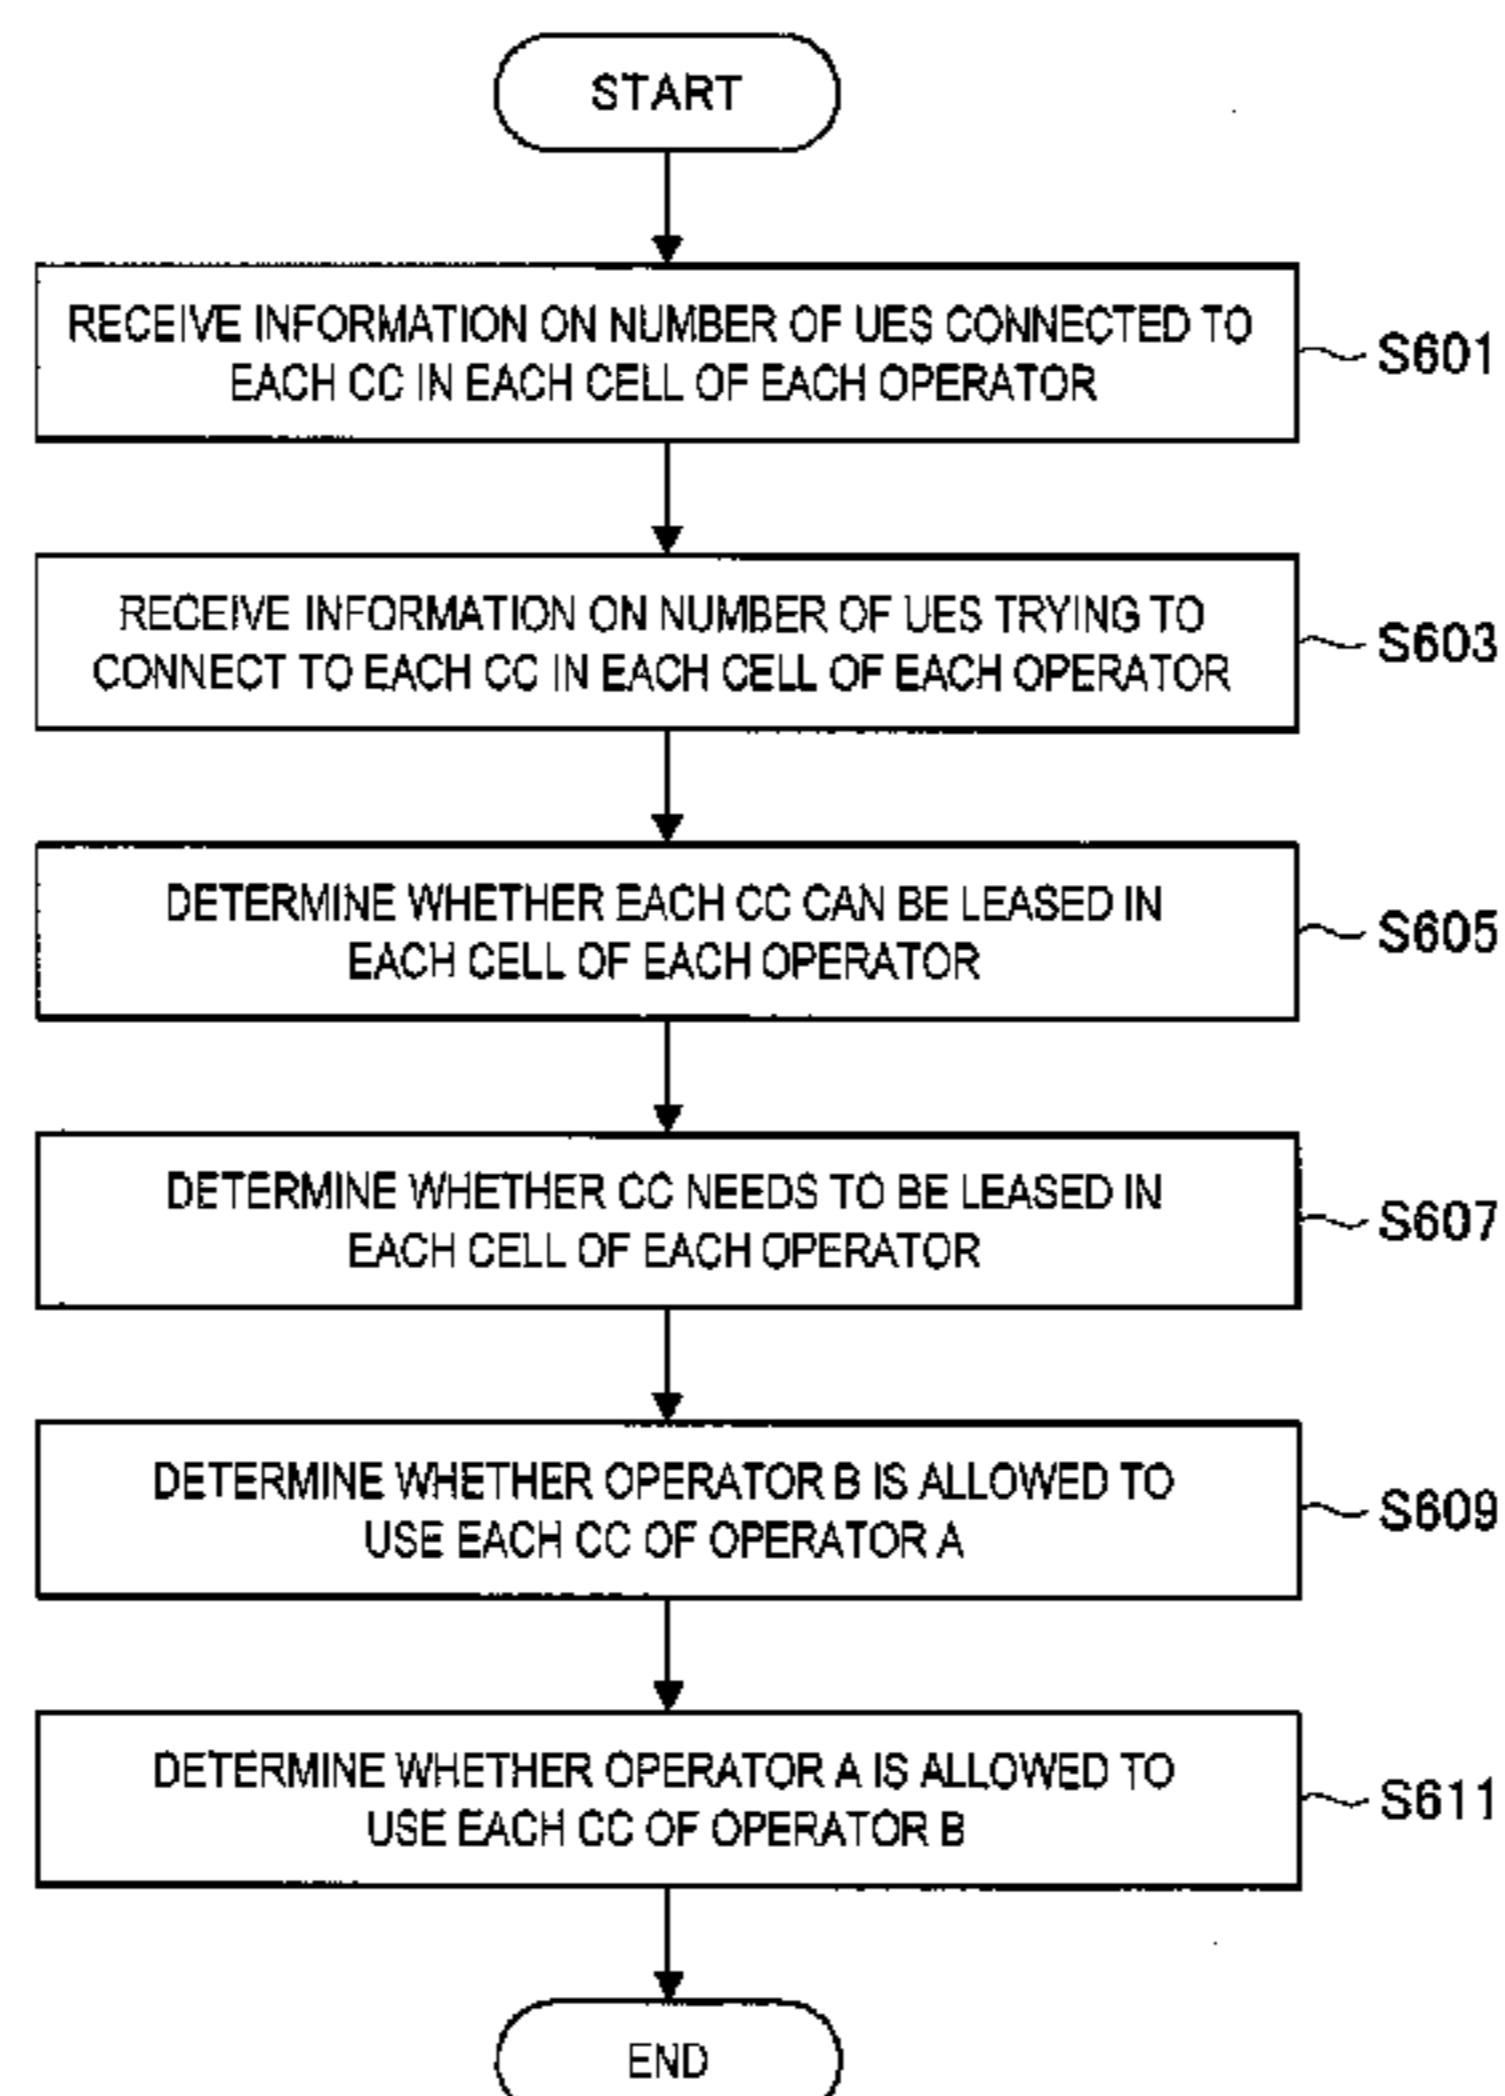 START
RECEIVE INFORMATION ON NUMBER OF UES CONNECTED TO
EACH CC IN EACH CELL OF EACH OPERATOR
S601
RECEIVE INFORMATION ON NUMBER OF UES TRYING TO
CONNECT TO EACH CC IN EACH CELL OF EACH OPERATOR
S603
DETERMINE WHETHER EACH CC CAN BE LEASED IN
EACH CELL OF EACH OPERATOR
S605
DETERMINE WHETHER CC NEEDS TO BE LEASED IN
EACH CELL OF EACH OPERATOR
S607
DETERMINE WHETHER OPERATOR B IS ALLOWED TO
USE EACH CC OF OPERATOR A
S609
DETERMINE WHETHER OPERATOR A IS ALLOWED TO
USE EACH CC OF OPERATOR B
S611
END